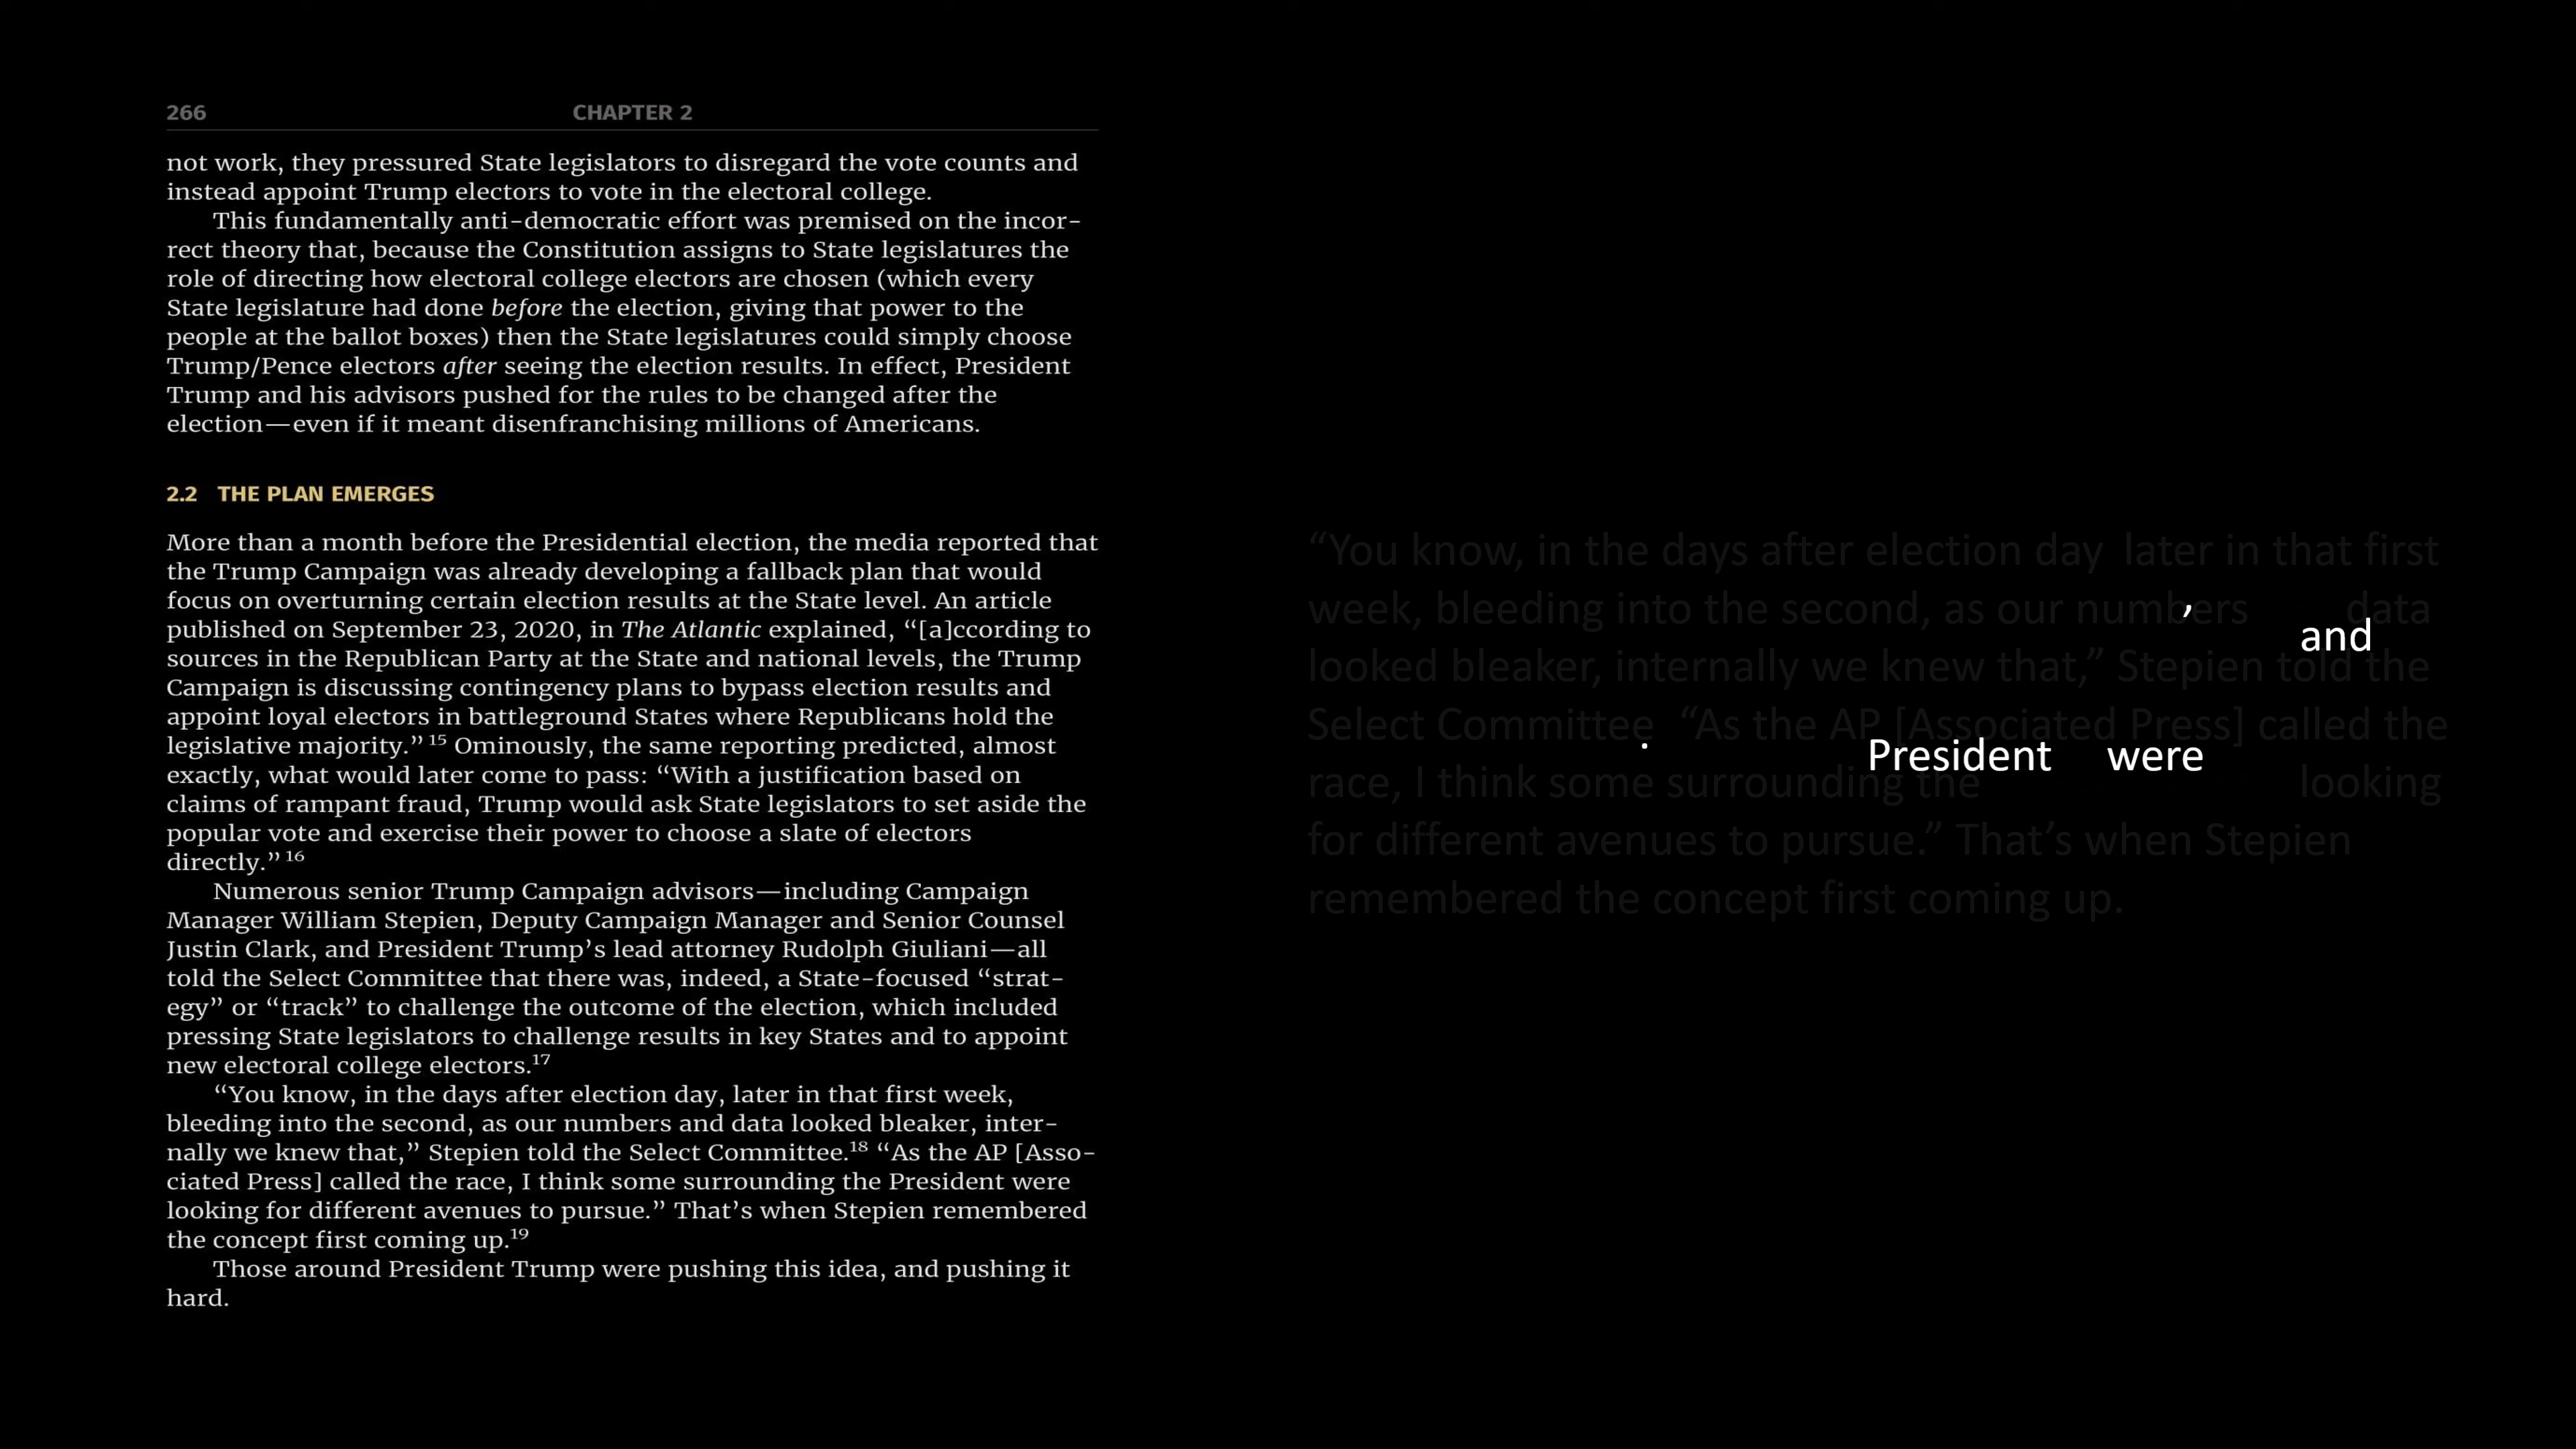 266 CHAPTER 2
not work, they pressured State legislators to disregard the vote counts and
instead appoint Trump electors to vote in the electoral college.
This fundamentally anti-democratic effort was premised on the incor-
rect theory that, because the Constitution assigns to State legislatures the
role of directing how electoral college electors are chosen (which every
State legislature had done before the election, giving that power to the
people at the ballot boxes) then the State legislatures could simply choose
Trump/Pence electors after seeing the election results. In effect, President
Trump and his advisors pushed for the rules to be changed after the
election—even if it meant disenfranchising millions of Americans.
2.2 THE PLAN EMERGES
More than a month before the Presidential election, the media reported that
the Trump Campaign was already developing a fallback plan that would
focus on overturning certain election results at the State level. An article
published on September 23, 2020, in The Atlantic explained, “[a]ccording to
sources in the Republican Party at the State and national levels, the Trump
Campaign is discussing contingency plans to bypass election results and
appoint loyal electors in battleground States where Republicans hold the
legislative majority.” 15 Ominously, the same reporting predicted, almost
exactly, what would later come to pass: “With a justification based on
claims of rampant fraud, Trump would ask State legislators to set aside the
popular vote and exercise their power to choose a slate of electors
directly.” 16
Numerous senior Trump Campaign advisors—including Campaign
Manager William Stepien, Deputy Campaign Manager and Senior Counsel
Justin Clark, and President Trump’s lead attorney Rudolph Giuliani—all
told the Select Committee that there was, indeed, a State-focused “strat-
egy” or “track” to challenge the outcome of the election, which included
pressing State legislators to challenge results in key States and to appoint
new electoral college electors.17
“You know, in the days after election day, later in that first week,
bleeding into the second, as our numbers and data looked bleaker, inter-
nally we knew that,” Stepien told the Select Committee.18 “As the AP [Asso-
ciated Press] called the race, I think some surrounding the President were
looking for different avenues to pursue.” That’s when Stepien remembered
the concept first coming up.19
Those around President Trump were pushing this idea, and pushing it
hard.
“You know, in the days after election day later in that first
week, bleeding into the second, as our numbers data
,
and
looked bleaker, internally we knew that,” Stepien told the
Select Committee “As the AP [Associated Press] called the
. President were
race, I think some surrounding the looking
for different avenues to pursue.” That’s when Stepien
remembered the concept first coming up.